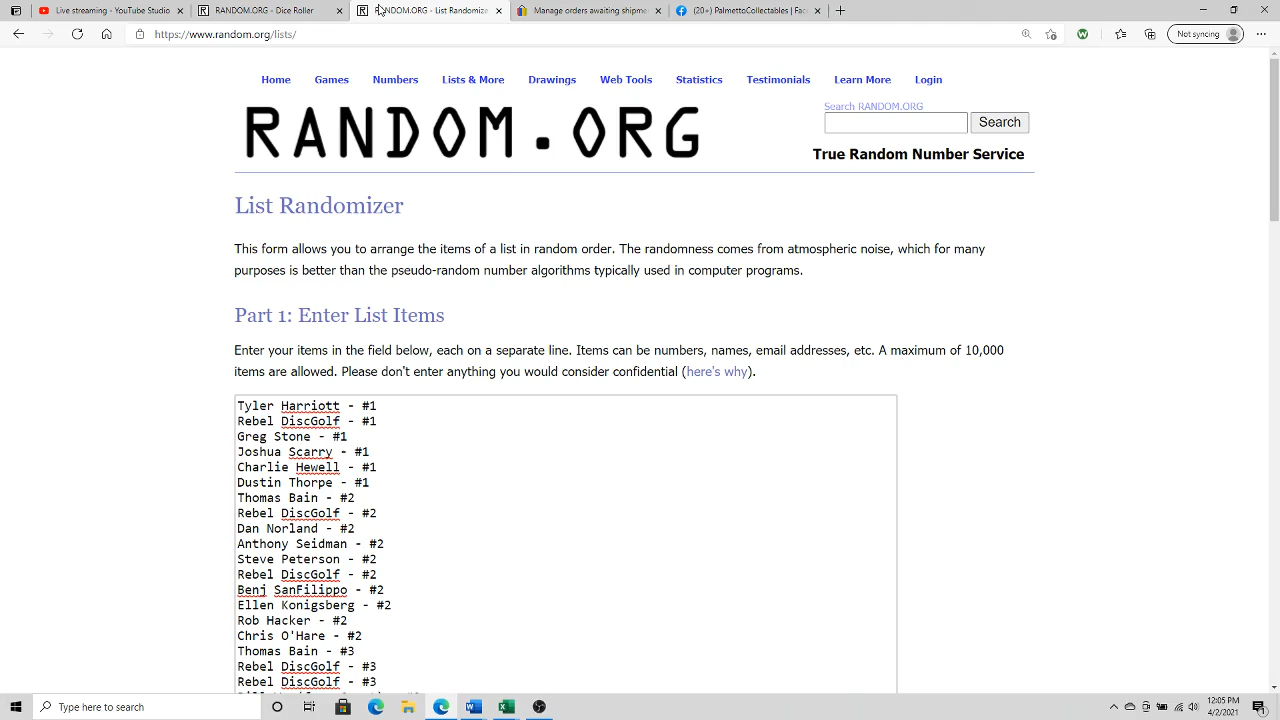 Live streaming - YouTube Studio
RANDOM.ORG - Dice Roller
RANDOM.ORG - List Randomize
Manage orders awaiting shipme
(20+) PalmettoCollectables | Fac
https://www.random.org/lists/
Not syncing
Home Games Numbers Lists & More Drawings Web Tools Statistics Testimonials Learn More Login
RANDOM.ORG
Search RANDOM.ORG
Search
True Random Number Service
List Randomizer
This form allows you to arrange the items of a list in random order. The randomness comes from atmospheric noise, which for many
purposes is better than the pseudo-random number algorithms typically used in computer programs.
Part 1: Enter List Items
Enter your items in the field below, each on a separate line. Items can be numbers, names, email addresses, etc. A maximum of 10,000
items are allowed. Please don't enter anything you would consider confidential (here's why).
Tyler Harriott - #1
Rebel DiscGolf - #1
Greg Stone - #1
Joshua Scarry - #1
Charlie Hewell - #1
Dustin Thorpe - #1
Thomas Bain - #2
Rebel DiscGolf - #2
Dan Norland - #2
Anthony Seidman - #2
Steve Peterson - #2
Rebel DiscGolf - #2
Benj SanFilippo - #2
Ellen Konigsberg - #2
Rob Hacker - #2
Chris O'Hare - #2
Thomas Bain - #3
Rebel DiscGolf - #3
Rebel DiscGolf - #3
Type here to search
12:05 PM
4/2/2021